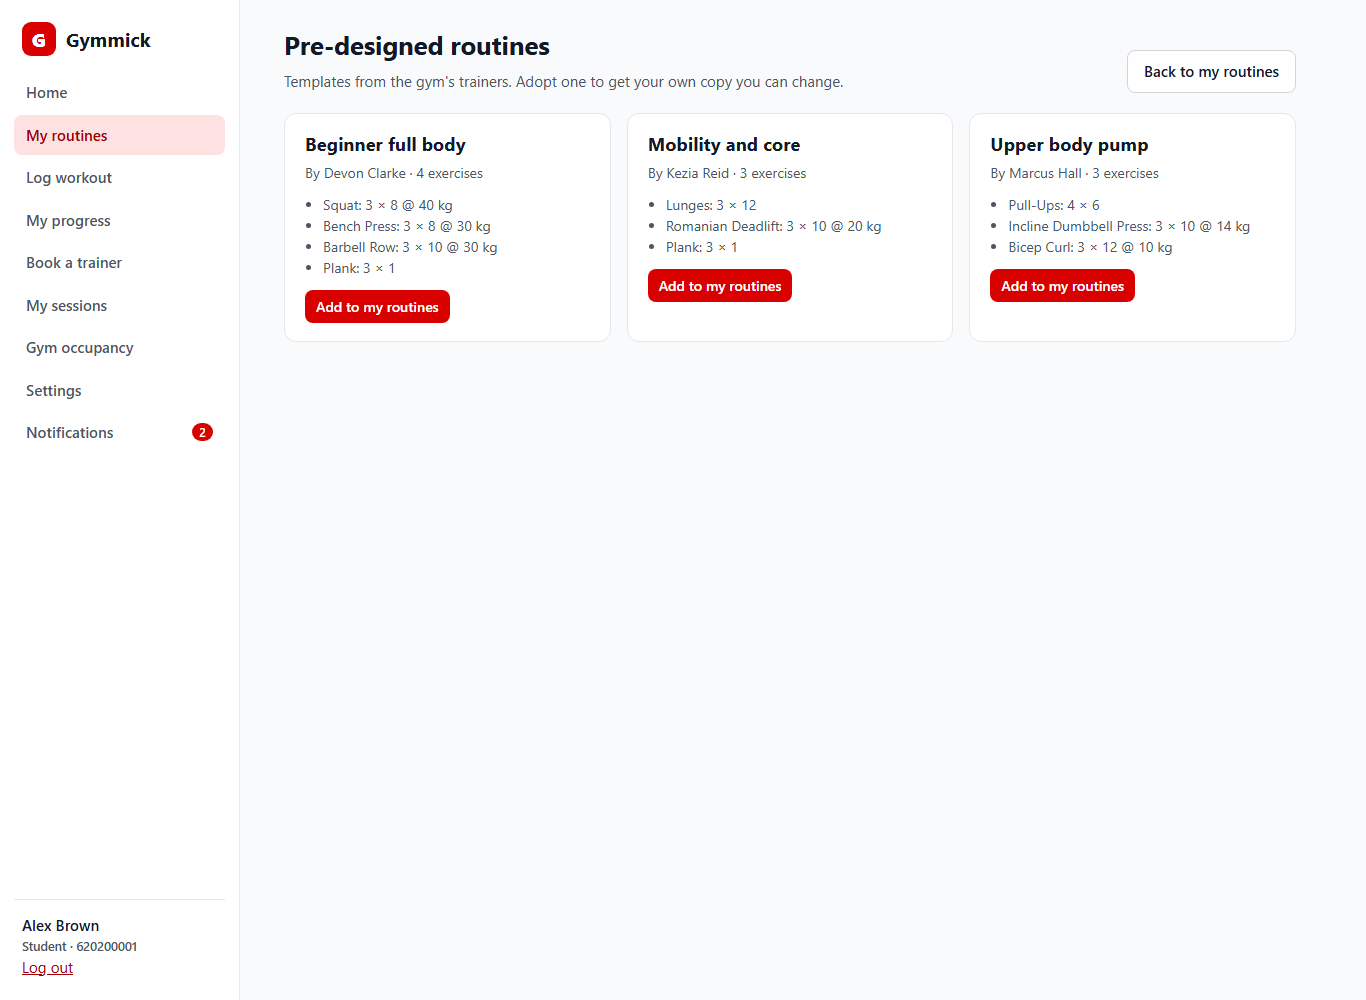 G Gymmick
Home
My routines
Log workout
My progress
Book a trainer
My sessions
Gym occupancy
Settings
Notifications 2
Alex Brown
Student · 620200001
Log out
Pre-designed routines
Templates from the gym's trainers. Adopt one to get your own copy you can change.
Back to my routines
Beginner full body
By Devon Clarke · 4 exercises
• Squat: 3 × 8 @ 40 kg
• Bench Press: 3 × 8 @ 30 kg
• Barbell Row: 3 × 10 @ 30 kg
• Plank: 3 × 1
Add to my routines
Mobility and core
By Kezia Reid · 3 exercises
• Lunges: 3 × 12
• Romanian Deadlift: 3 × 10 @ 20 kg
• Plank: 3 × 1
Add to my routines
Upper body pump
By Marcus Hall · 3 exercises
• Pull-Ups: 4 × 6
• Incline Dumbbell Press: 3 × 10 @ 14 kg
• Bicep Curl: 3 × 12 @ 10 kg
Add to my routines